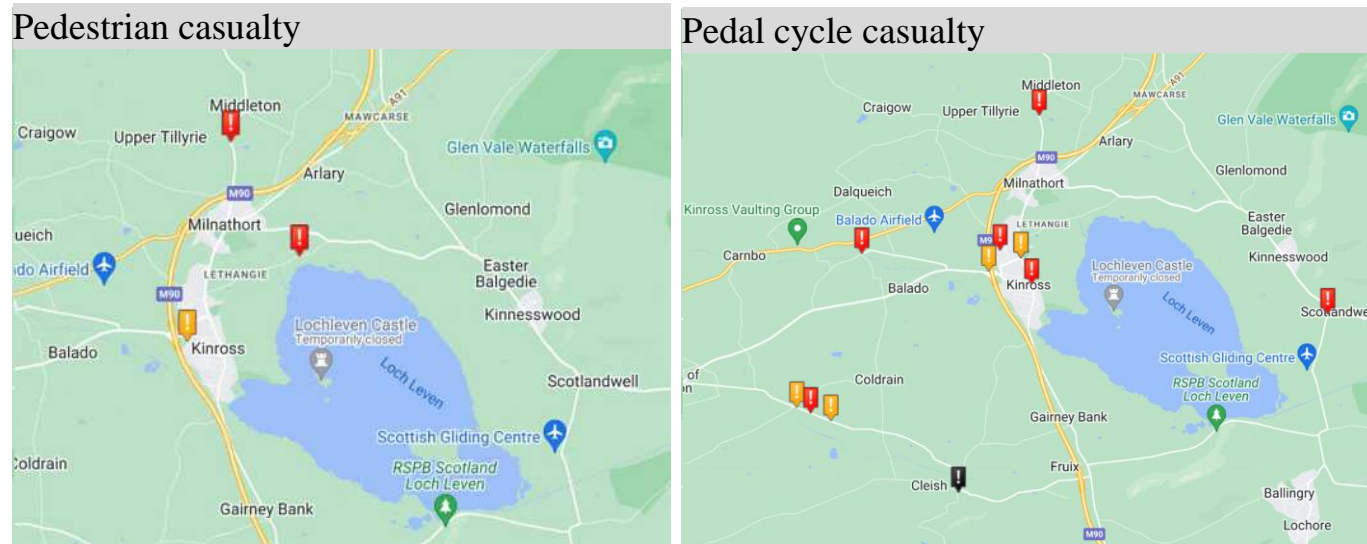 Pedestrian casualty
Middleton
A91
MAWCARSE
Craigow
Upper Tillyrie
Glen Vale Waterfalls
Arlary
M90
Glenlomond
Milnathort
ueich
do Airfield
LETHANGIE
Easter
Balgedie
M90
Kinnesswood
Lochleven Castle
Temporarily closed
Kinross
Balado
Loch Leven
Scotlandwell
Scottish Gliding Centre
Coldrain
RSPB Scotland
Loch Leven
Gairney Bank
Pedal cycle casualty
Middleton
A91
MAWCARSE
Craigow
Upper Tillyrie
Glen Vale Waterfalls
Arlary
M90
Glenlomond
Milnathort
Dalqueich
Kinross Vaulting Group
Balado Airfield
LETHANGIE
Easter
Balgedie
M9
Carnbo
Kinnesswood
Lochleven Castle
Temporarily closed
Balado
Kinross
Loch Leven
Scotlandwe
Scottish Gliding Centre
of
n
Coldrain
RSPB Scotland
Loch Leven
Gairney Bank
Fruix
Cleish
Ballingry
Lochore
M90